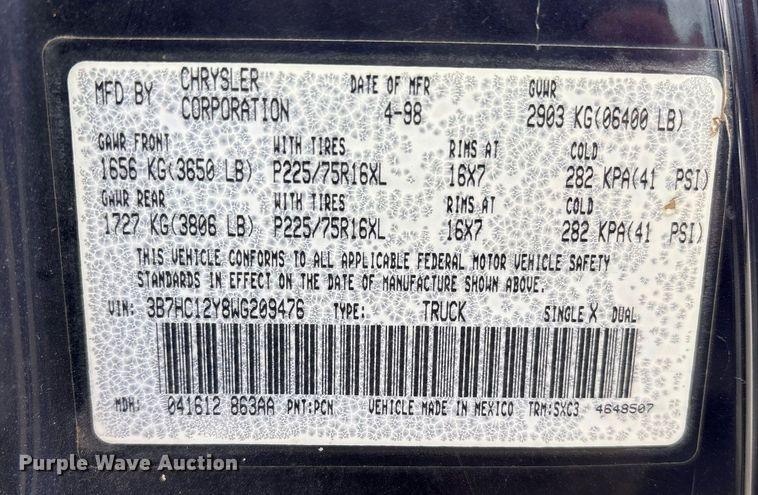 MFD BY CHRYSLER CORPORATION DATE OF MFR 4-98 GVWR 2903 KG(06400 LB)
GAWR FRONT WITH TIRES RIMS AT COLD
1656 KG(3650 LB) P225/75R16XL 16X7 282 KPA(41 PSI)
GAWR REAR WITH TIRES RIMS AT COLD
1727 KG(3806 LB) P225/75R16XL 16X7 282 KPA(41 PSI)
THIS VEHICLE CONFORMS TO ALL APPLICABLE FEDERAL MOTOR VEHICLE SAFETY
STANDARDS IN EFFECT ON THE DATE OF MANUFACTURE SHOWN ABOVE.
VIN: 3B7HC12Y8WG209476 TYPE: TRUCK SINGLE X DUAL
MDH: 041612 863AA PNT:PCN VEHICLE MADE IN MEXICO TRM:SXC3 4648507
Purple Wave Auction